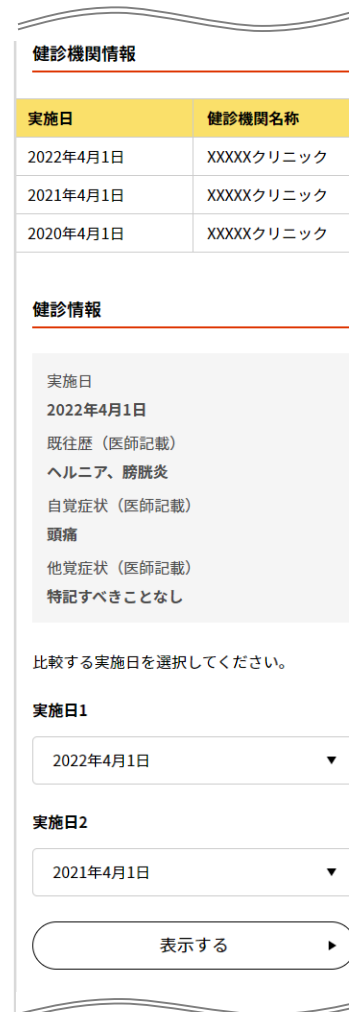 健診機関情報
実施日 健診機関名称
2022年4月1日 XXXXXクリニック
2021年4月1日 XXXXXクリニック
2020年4月1日 XXXXXクリニック
健診情報
実施日
2022年4月1日
既往歴（医師記載）
ヘルニア、膀胱炎
自覚症状（医師記載）
頭痛
他覚症状（医師記載）
特記すべきことなし
比較する実施日を選択してください。
実施日1
2022年4月1日
実施日2
2021年4月1日
表示する